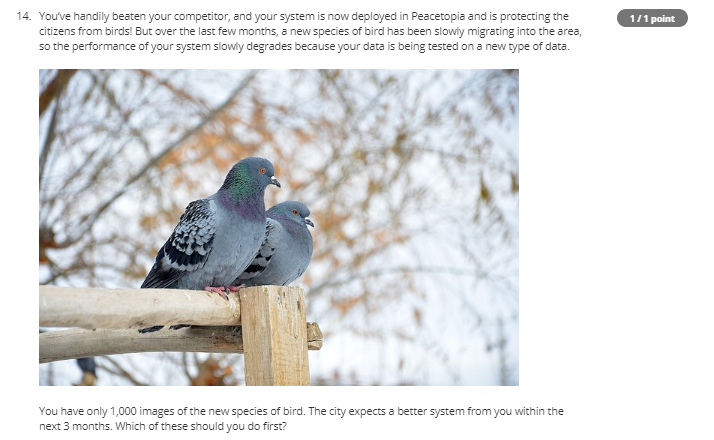 14. You've handily beaten your competitor, and your system is now deployed in Peacetopia and is protecting the
1 / 1 point
citizens from birds! But over the last few months, a new species of bird has been slowly migrating into the area,
so the performance of your system slowly degrades because your data is being tested on a new type of data.
You have only 1,000 images of the new species of bird. The city expects a better system from you within the
next 3 months. Which of these should you do first?